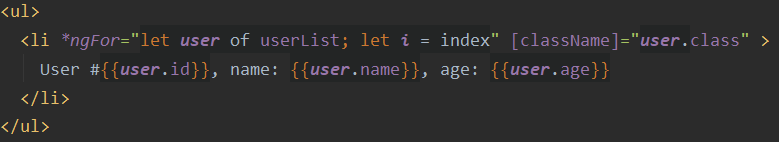 <ul>
<li *ngFor="let user of userList; let i = index" [className]="user.class" >
User #{{user.id}}, name: {{user.name}}, age: {{user.age}}
</li>
</ul>